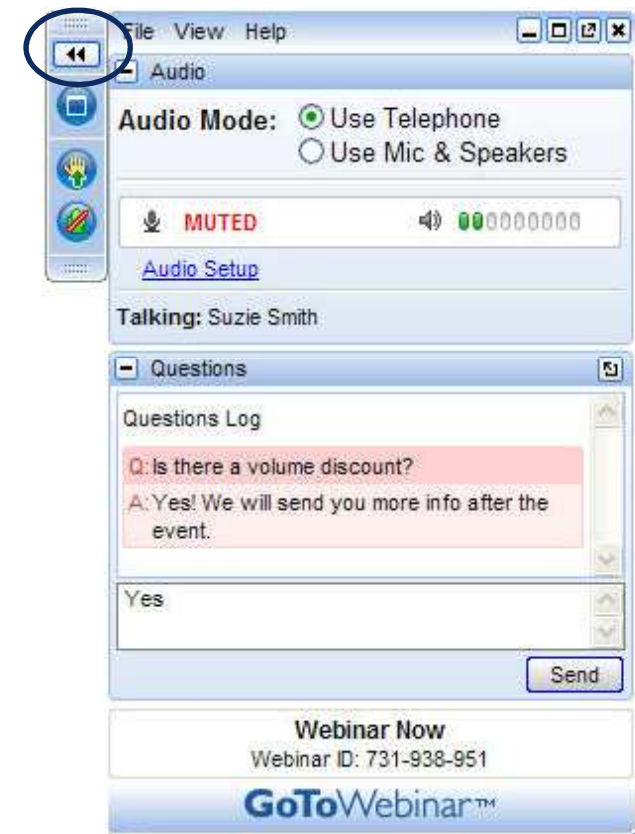 File View Help
Audio
Audio Mode: Use Telephone
Use Mic & Speakers
MUTED
Audio Setup
Talking: Suzie Smith
Questions
Questions Log
Q: Is there a volume discount?
A: Yes! We will send you more info after the
event.
Yes
Send
Webinar Now
Webinar ID: 731-938-951
GoToWebinar™